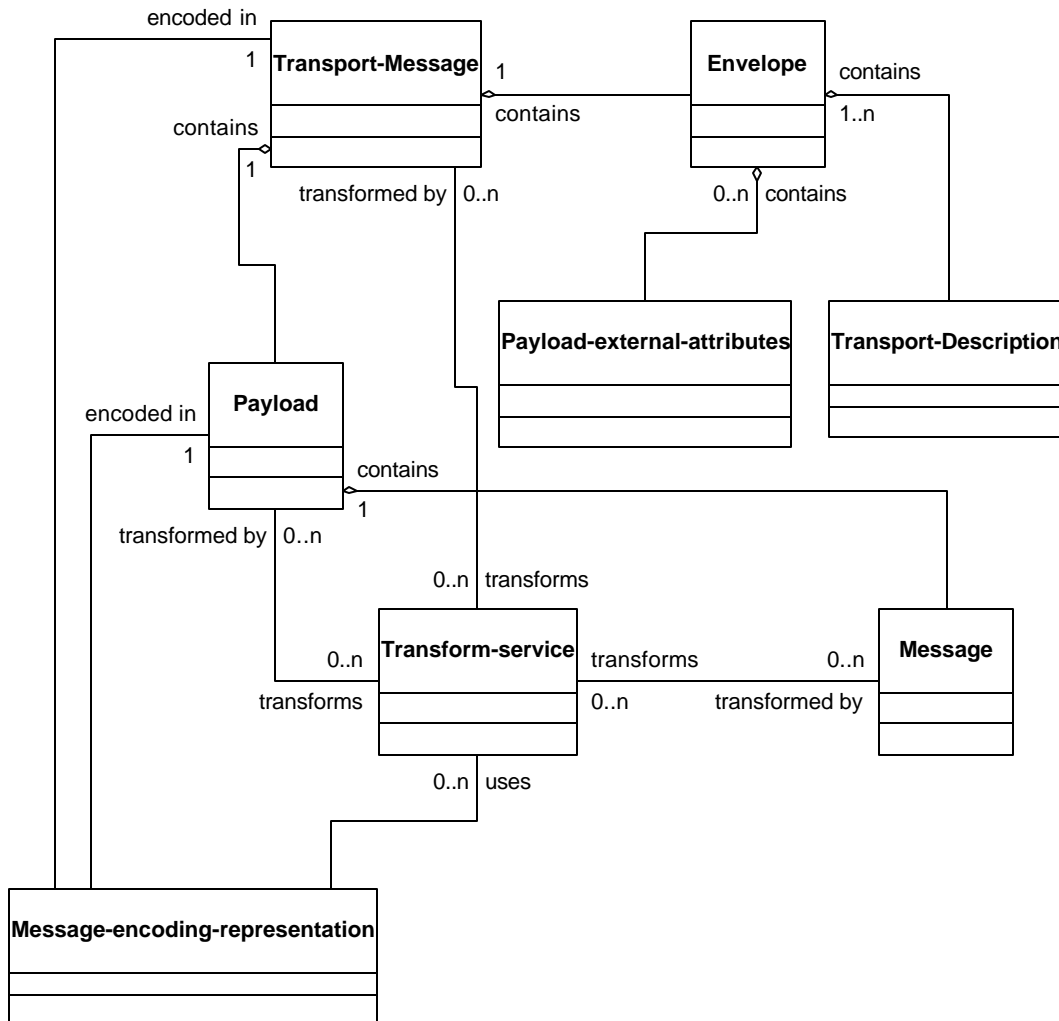 encoded in
1
Transport-Message
1
contains
Envelope
contains
1..n
contains
1
transformed by
0..n
0..n
contains
Payload-external-attributes
Transport-Description
Payload
encoded in
1
contains
1
transformed by
0..n
0..n
transforms
Transform-service
0..n
transforms
transforms
0..n
0..n
transformed by
Message
0..n
uses
Message-encoding-representation